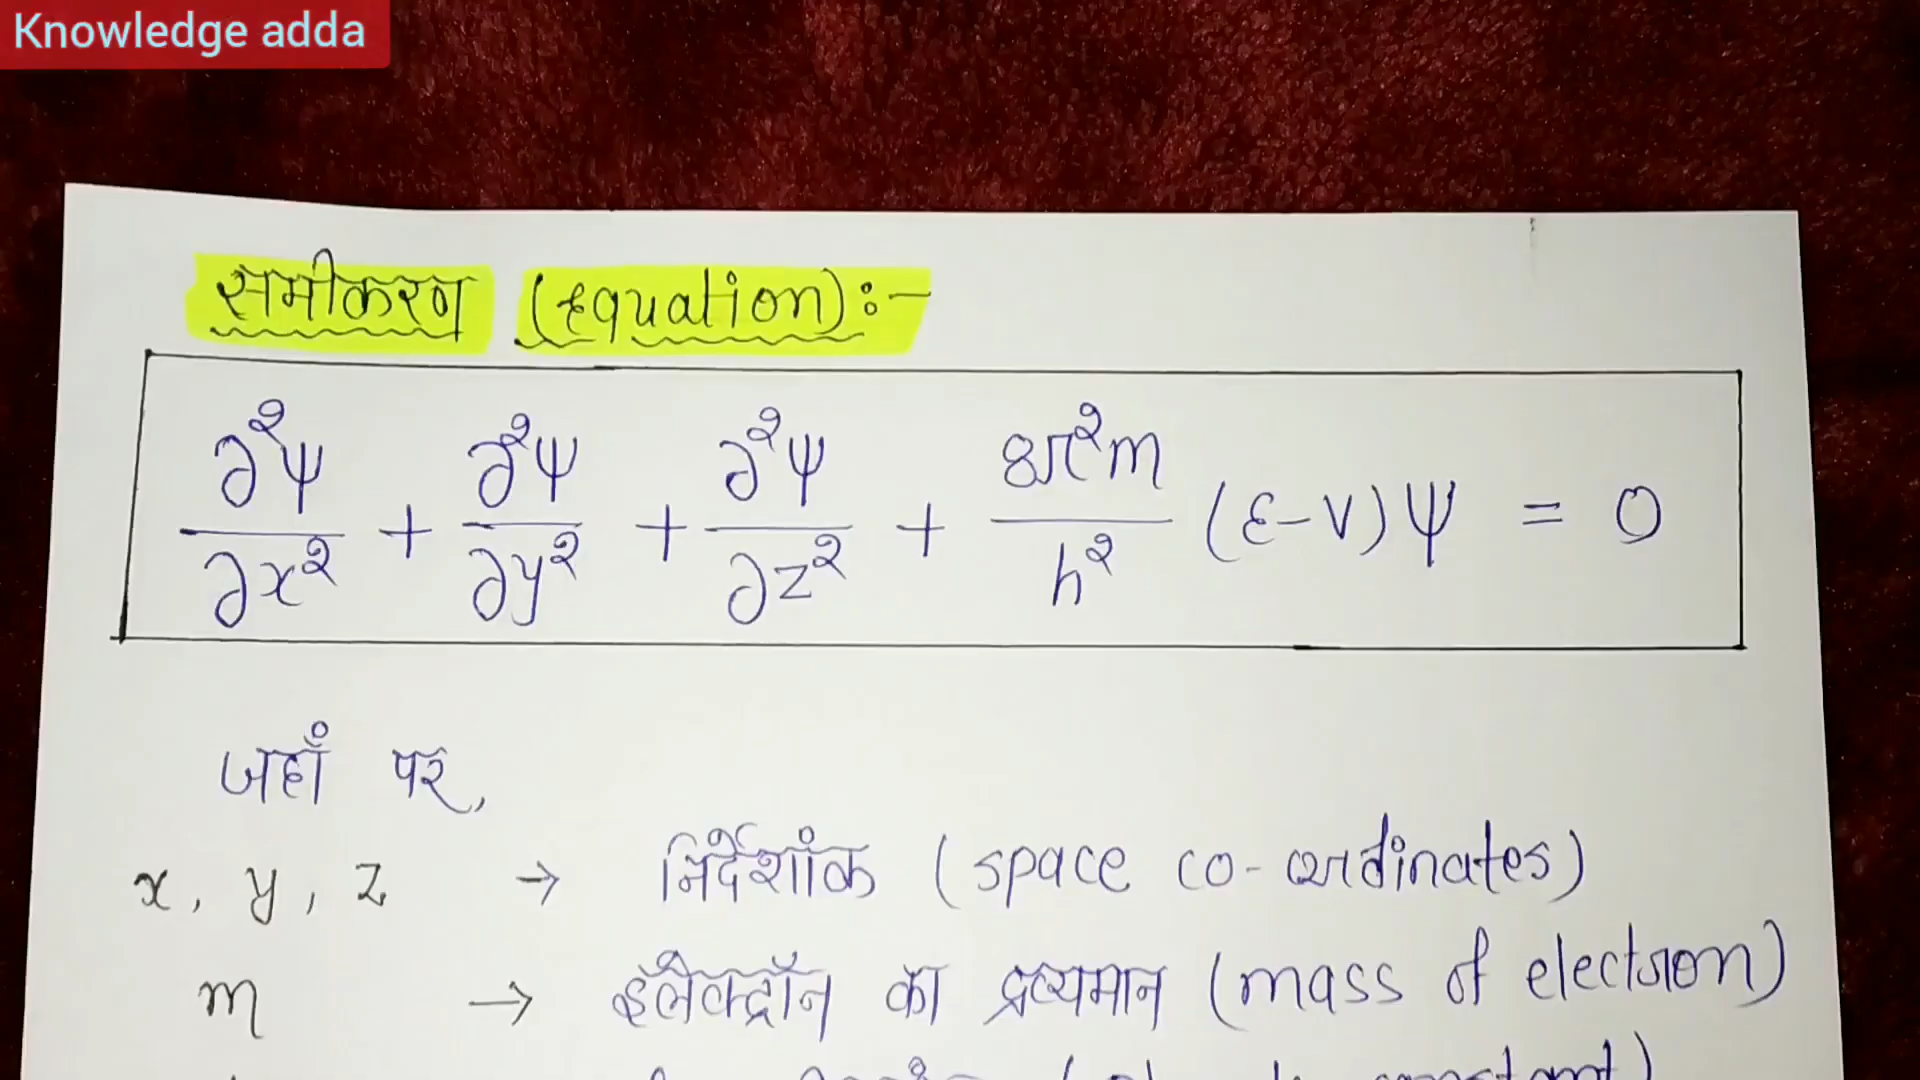 Knowledge adda
समीकरण (Equation):-
∂²ψ/∂x² + ∂²ψ/∂y² + ∂²ψ/∂z² + 8π²m/h² (E-V)ψ = 0
जहाँ पर,
x, y, z → निर्देशांक (space co-ordinates)
m → इलेक्ट्रॉन का द्रव्यमान (mass of electron)
constant)